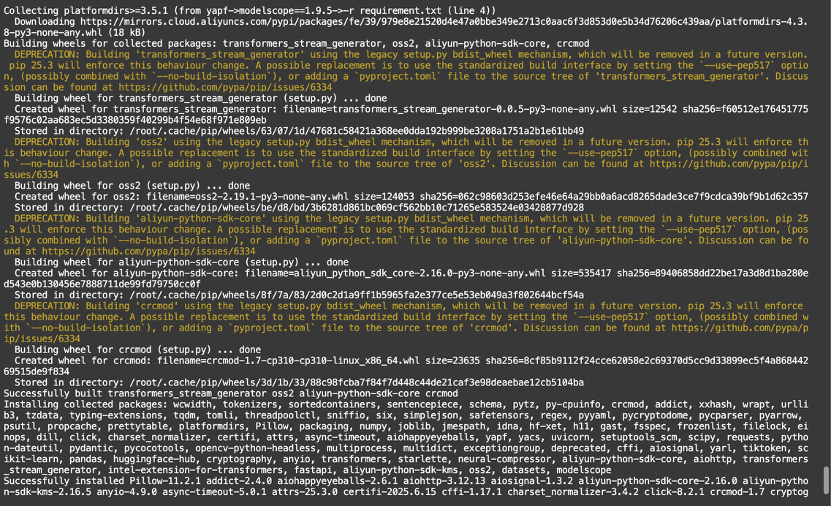 Collecting platformdirs>=3.5.1 (from yapf->modelscope==1.9.5->-r requirement.txt (line 4))
  Downloading https://mirrors.cloud.aliyuncs.com/pypi/packages/fe/39/979e8e21520d4e47a0bbe349e2713c0aac6f3d853d0e5b34d76206c439aa/platformdirs-4.3.
8-py3-none-any.whl (18 kB)
Building wheels for collected packages: transformers_stream_generator, oss2, aliyun-python-sdk-core, crcmod
  DEPRECATION: Building 'transformers_stream_generator' using the legacy setup.py bdist_wheel mechanism, which will be removed in a future version.
 pip 25.3 will enforce this behaviour change. A possible replacement is to use the standardized build interface by setting the `--use-pep517` optio
n, (possibly combined with `--no-build-isolation`), or adding a `pyproject.toml` file to the source tree of 'transformers_stream_generator'. Discus
sion can be found at https://github.com/pypa/pip/issues/6334
  Building wheel for transformers_stream_generator (setup.py) ... done
  Created wheel for transformers_stream_generator: filename=transformers_stream_generator-0.0.5-py3-none-any.whl size=12542 sha256=f60512e176451775
f9576c02aa683ec5d3380359f40299b4f54e68f971e809eb
  Stored in directory: /root/.cache/pip/wheels/63/07/1d/47681c58421a368ee0dda192b999be3208a1751a2b1e61bb49
  DEPRECATION: Building 'oss2' using the legacy setup.py bdist_wheel mechanism, which will be removed in a future version. pip 25.3 will enforce th
is behaviour change. A possible replacement is to use the standardized build interface by setting the `--use-pep517` option, (possibly combined wit
h `--no-build-isolation`), or adding a `pyproject.toml` file to the source tree of 'oss2'. Discussion can be found at https://github.com/pypa/pip/i
ssues/6334
  Building wheel for oss2 (setup.py) ... done
  Created wheel for oss2: filename=oss2-2.19.1-py3-none-any.whl size=124053 sha256=062c98603d253efe46e64a29bb0a6acd8265dade3ce7f9cdca39bf9b1d62c357
  Stored in directory: /root/.cache/pip/wheels/be/d8/bd/3b6281d861bc069cf562bb10c71265e583524e03428877d928
  DEPRECATION: Building 'aliyun-python-sdk-core' using the legacy setup.py bdist_wheel mechanism, which will be removed in a future version. pip 25
.3 will enforce this behaviour change. A possible replacement is to use the standardized build interface by setting the `--use-pep517` option, (pos
sibly combined with `--no-build-isolation`), or adding a `pyproject.toml` file to the source tree of 'aliyun-python-sdk-core'. Discussion can be fo
und at https://github.com/pypa/pip/issues/6334
  Building wheel for aliyun-python-sdk-core (setup.py) ... done
  Created wheel for aliyun-python-sdk-core: filename=aliyun_python_sdk_core-2.16.0-py3-none-any.whl size=535417 sha256=89406858dd22be17a3d8d1ba280e
d543e0b130456e7888711de99fd79750cc0f
  Stored in directory: /root/.cache/pip/wheels/8f/7a/83/2d0c2d1a9ff1b5965fa2e377ce5e53eb049a3f802644bcf54a
  DEPRECATION: Building 'crcmod' using the legacy setup.py bdist_wheel mechanism, which will be removed in a future version. pip 25.3 will enforce
this behaviour change. A possible replacement is to use the standardized build interface by setting the `--use-pep517` option, (possibly combined w
ith `--no-build-isolation`), or adding a `pyproject.toml` file to the source tree of 'crcmod'. Discussion can be found at https://github.com/pypa/p
ip/issues/6334
  Building wheel for crcmod (setup.py) ... done
  Created wheel for crcmod: filename=crcmod-1.7-cp310-cp310-linux_x86_64.whl size=23635 sha256=8cf85b9112f24cce62058e2c69370d5cc9d33899ec5f4a868442
69515de9f834
  Stored in directory: /root/.cache/pip/wheels/3d/1b/33/88c98fcba7f84f7d448c44de21caf3e98deaebae12cb5104ba
Successfully built transformers_stream_generator oss2 aliyun-python-sdk-core crcmod
Installing collected packages: wcwidth, tokenizers, sortedcontainers, sentencepiece, schema, pytz, py-cpuinfo, crcmod, addict, xxhash, wrapt, urlli
b3, tzdata, typing-extensions, tqdm, tomli, threadpoolctl, sniffio, six, simplejson, safetensors, regex, pyyaml, pycryptodome, pycparser, pyarrow,
psutil, propcache, prettytable, platformdirs, Pillow, packaging, numpy, joblib, jmespath, idna, hf-xet, h11, gast, fsspec, frozenlist, filelock, ei
nops, dill, click, charset_normalizer, certifi, attrs, async-timeout, aiohappyeyeballs, yapf, yacs, uvicorn, setuptools_scm, scipy, requests, pytho
n-dateutil, pydantic, pycocotools, opencv-python-headless, multiprocess, multidict, exceptiongroup, deprecated, cffi, aiosignal, yarl, tiktoken, sc
ikit-learn, pandas, huggingface-hub, cryptography, anyio, transformers, starlette, neural-compressor, aliyun-python-sdk-core, aiohttp, transformers
_stream_generator, intel-extension-for-transformers, fastapi, aliyun-python-sdk-kms, oss2, datasets, modelscope
Successfully installed Pillow-11.2.1 addict-2.4.0 aiohappyeyeballs-2.6.1 aiohttp-3.12.13 aiosignal-1.3.2 aliyun-python-sdk-core-2.16.0 aliyun-pytho
n-sdk-kms-2.16.5 anyio-4.9.0 async-timeout-5.0.1 attrs-25.3.0 certifi-2025.6.15 cffi-1.17.1 charset_normalizer-3.4.2 click-8.2.1 crcmod-1.7 cryptog